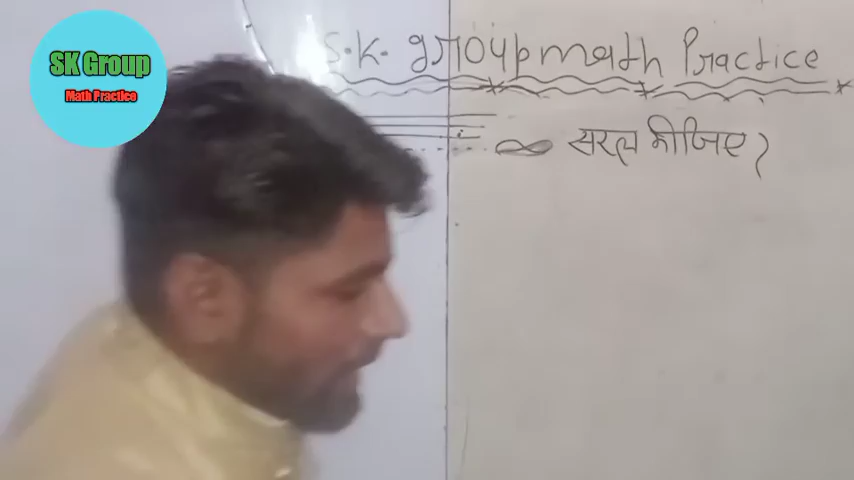 SK Group
Math Practice
S.K. group math Practice
सरल कीजिए?